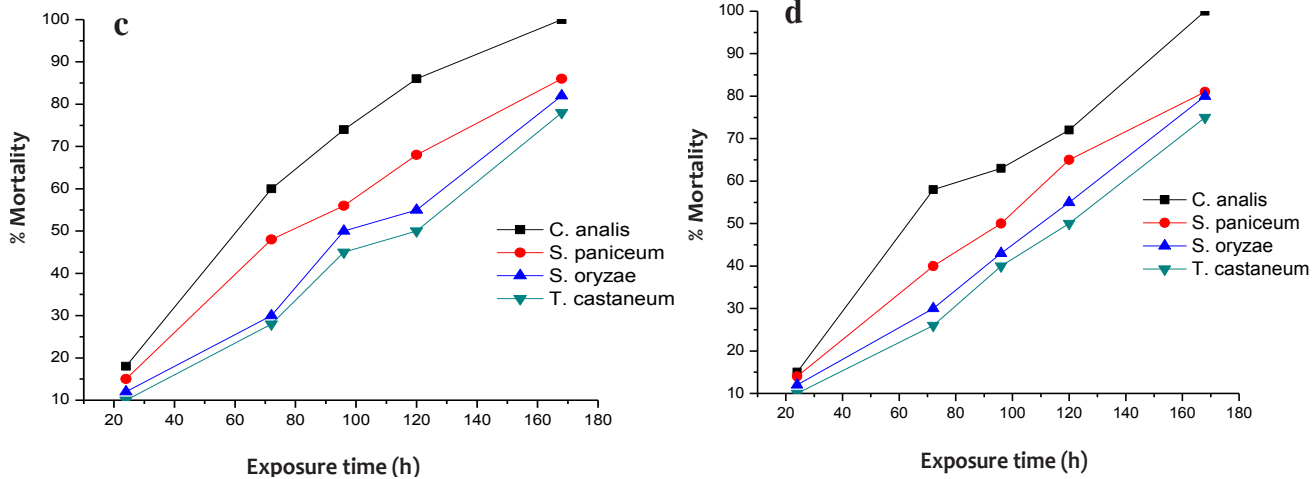 c
100
90
80
70
60
50
40
30
20
10
% Mortality
C. analis
S. paniceum
S. oryzae
T. castaneum
0 20 40 60 80 100 120 140 160 180
Exposure time (h)
d
100
90
80
70
60
50
40
30
20
10
% Mortality
C. analis
S. paniceum
S. oryzae
T. castaneum
20 40 60 80 100 120 140 160 180
Exposure time (h)